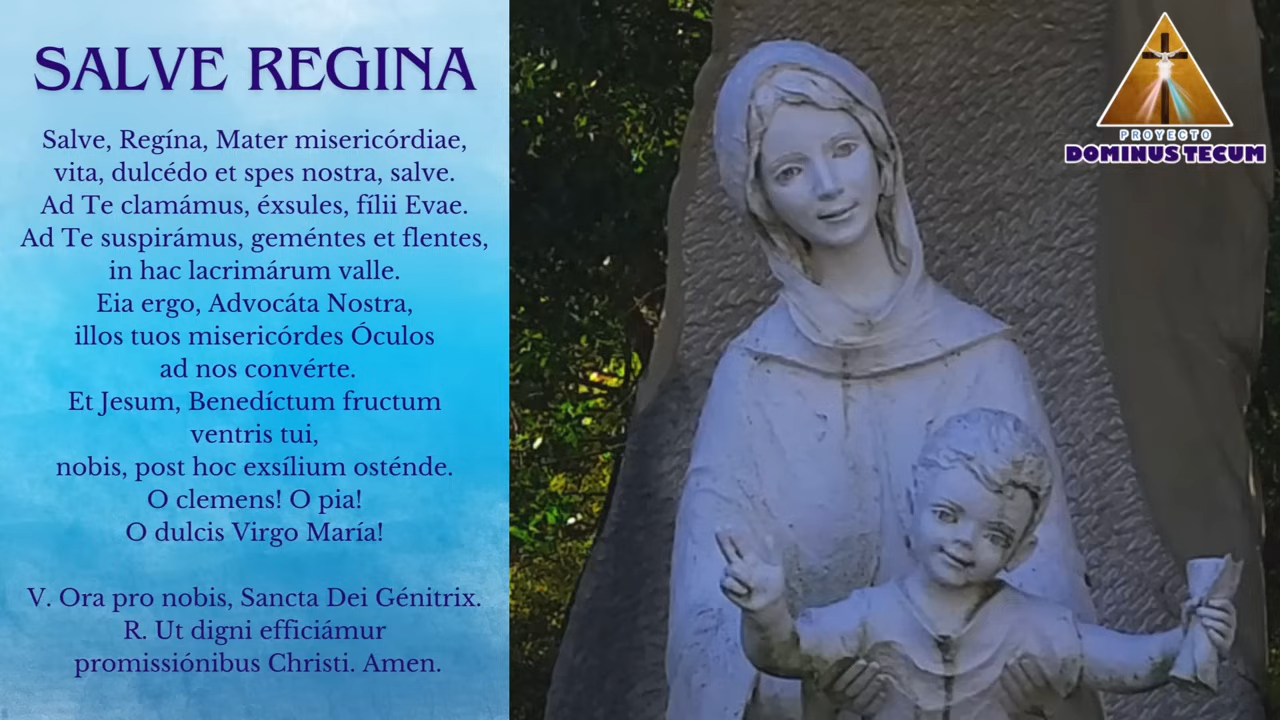 SALVE REGINA
Salve, Regína, Mater misericórdiae,
vita, dulcédo et spes nostra, salve.
Ad Te clamámus, éxsules, fílii Evae.
Ad Te suspirámus, geméntes et flentes,
in hac lacrimárum valle.
Eia ergo, Advocáta Nostra,
illos tuos misericórdes Óculos
ad nos convérte.
Et Jesum, Benedíctum fructum
ventris tui,
nobis, post hoc exsílium osténde.
O clemens! O pia!
O dulcis Virgo María!
V. Ora pro nobis, Sancta Dei Génitrix.
R. Ut digni efficiámur
promissiónibus Christi. Amen.
PROYECTO
DOMINUS TECUM